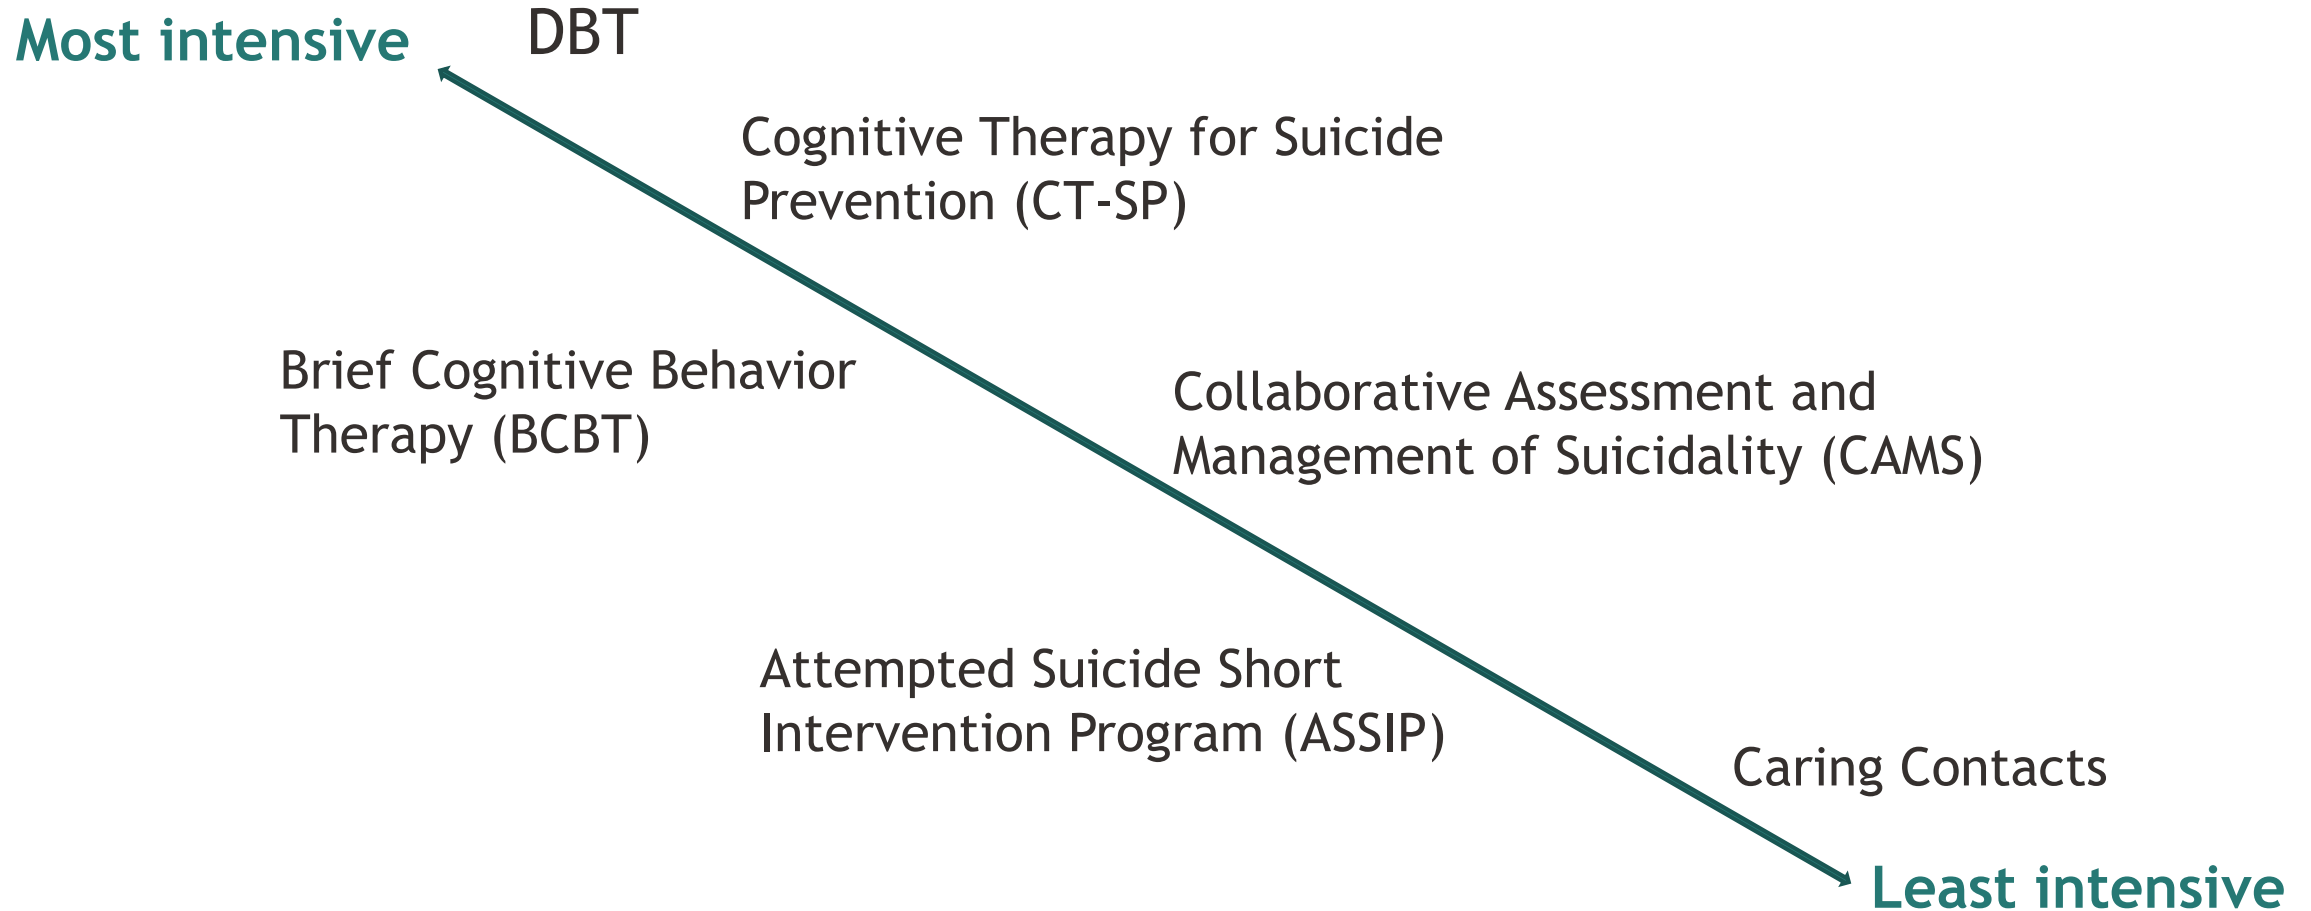 Most intensive
DBT
Cognitive Therapy for Suicide
Prevention (CT-SP)
Brief Cognitive Behavior
Therapy (BCBT)
Collaborative Assessment and
Management of Suicidality (CAMS)
Attempted Suicide Short
Intervention Program (ASSIP)
Caring Contacts
Least intensive